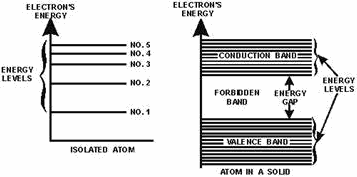 ELECTRON'S
ENERGY
NO. 5
NO. 4
NO. 3
NO. 2
NO. 1
ENERGY
LEVELS
ISOLATED ATOM
ELECTRON'S
ENERGY
CONDUCTION BAND
FORBIDDEN
BAND
ENERGY
GAP
ENERGY
LEVELS
VALENCE BAND
ATOM IN A SOLID